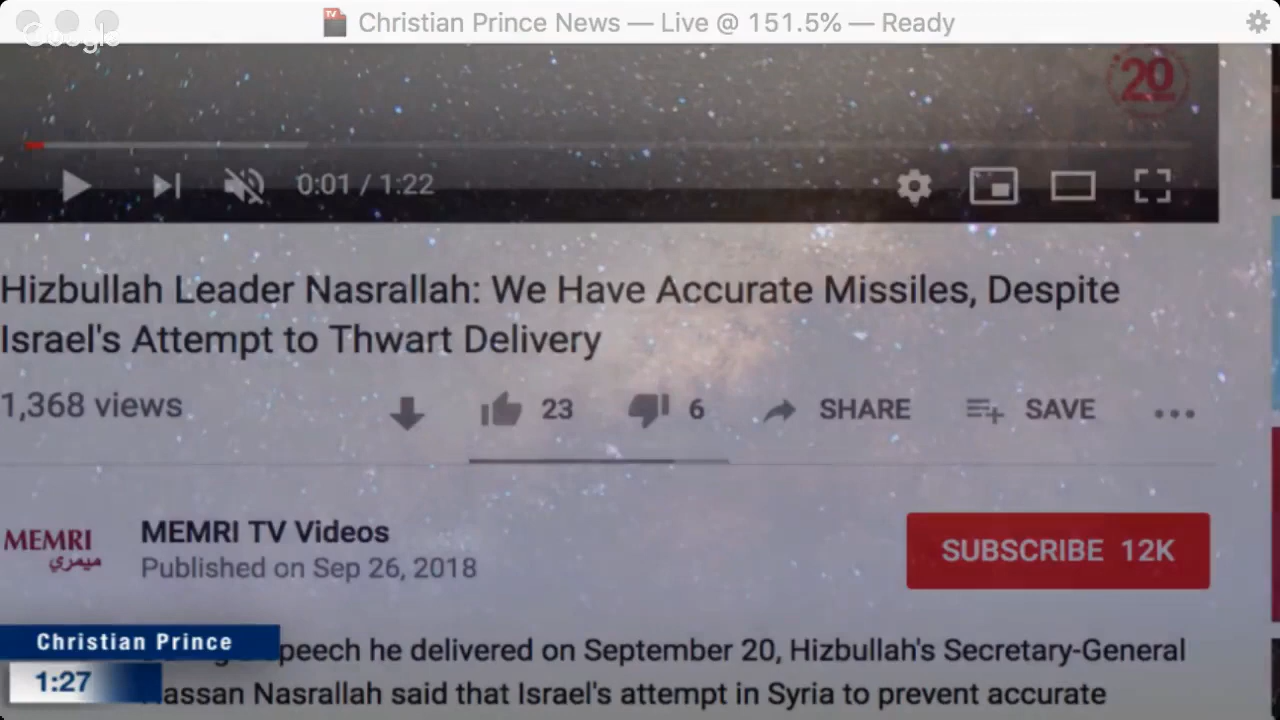 Christian Prince News — Live @ 151.5% — Ready
Google
TV
20
0:01 / 1:22
Hizbullah Leader Nasrallah: We Have Accurate Missiles, Despite
Israel's Attempt to Thwart Delivery
1,368 views
23
6
SHARE
SAVE
MEMRI
ميمري
MEMRI TV Videos
Published on Sep 26, 2018
SUBSCRIBE 12K
Christian Prince
speech he delivered on September 20, Hizbullah's Secretary-General
1:27
Hassan Nasrallah said that Israel's attempt in Syria to prevent accurate